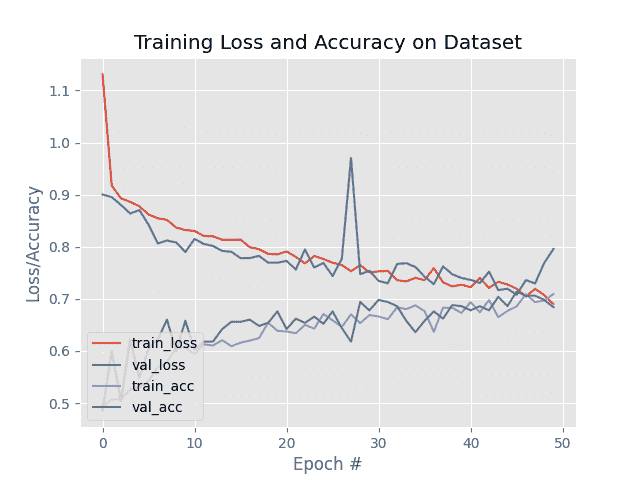 Training Loss and Accuracy on Dataset
Loss/Accuracy
1.1
1.0
0.9
0.8
0.7
0.6
0.5
train_loss
val_loss
train_acc
val_acc
0
10
20
30
40
50
Epoch #